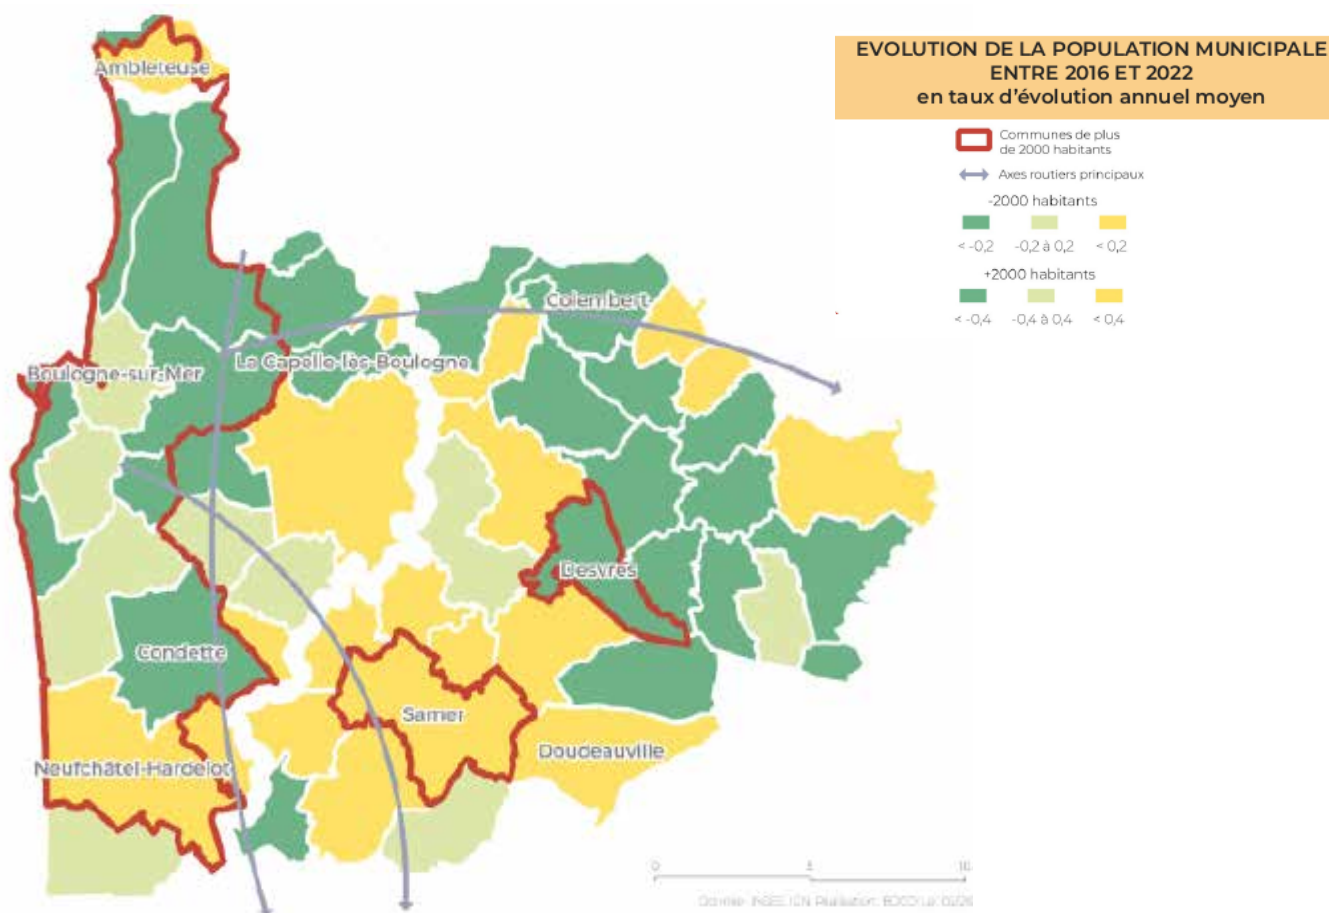 EVOLUTION DE LA POPULATION MUNICIPALE
ENTRE 2016 ET 2022
en taux d'évolution annuel moyen
Communes de plus
de 2000 habitants
Axes routiers principaux
-2000 habitants
< -0,2 -0,2 à 0,2 < 0,2
+2000 habitants
< -0,4 -0,4 à 0,4 < 0,4
Ambleteuse
Colembert
La Capelle-lès-Boulogne
Boulogne-sur-Mer
Desvres
Condette
Samer
Doudeauville
Neufchâtel-Hardelot
0 5 10